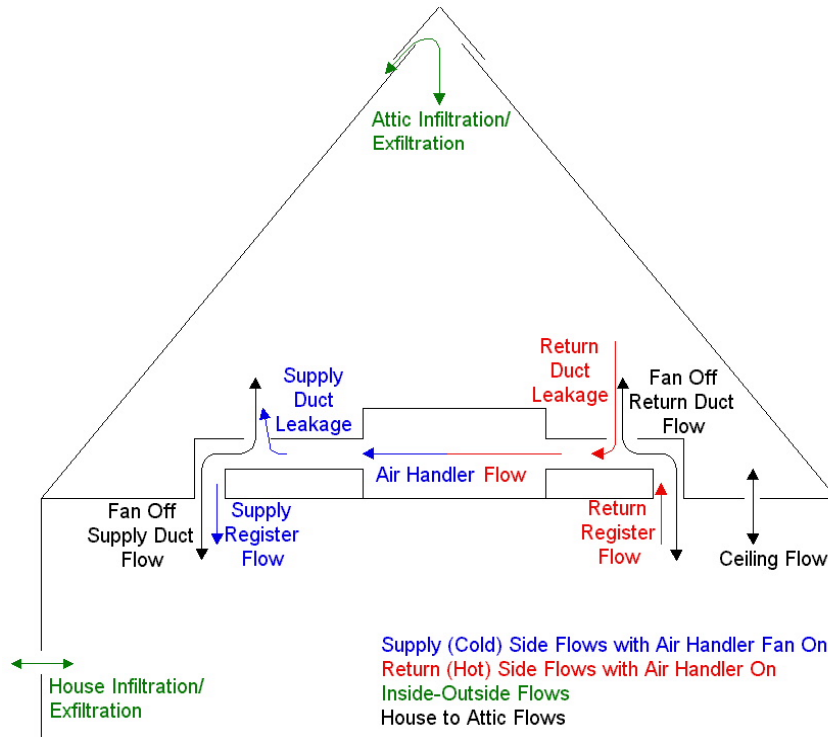 Attic Infiltration/
Exfiltration
Supply
Duct
Leakage
Return
Duct
Leakage
Fan Off
Return Duct
Flow
Air Handler Flow
Fan Off
Supply Duct
Flow
Supply
Register
Flow
Return
Register
Flow
Ceiling Flow
House Infiltration/
Exfiltration
Supply (Cold) Side Flows with Air Handler Fan On
Return (Hot) Side Flows with Air Handler On
Inside-Outside Flows
House to Attic Flows